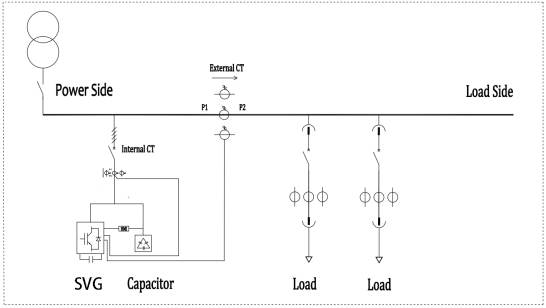 External CT
Power Side
Load Side
P1
P2
Internal CT
SVG
Capacitor
Load
Load